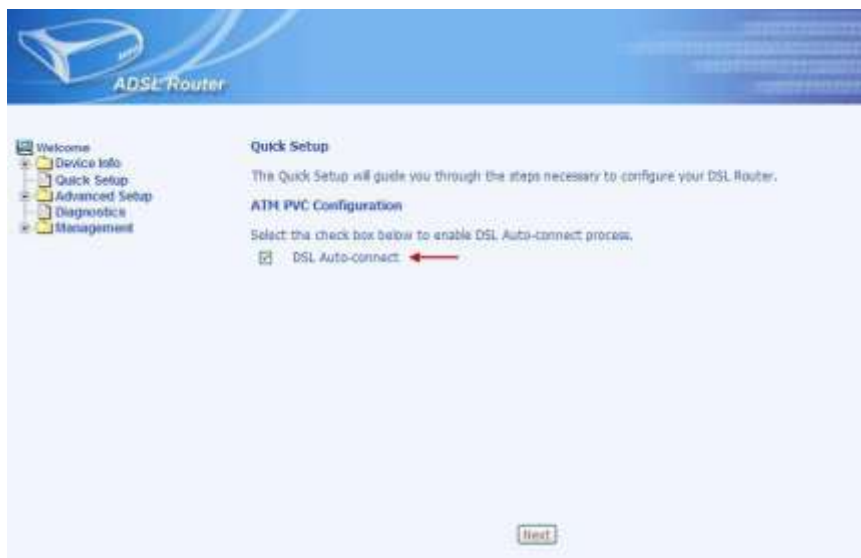 ADSL Router
Welcome
Device Info
Quick Setup
Advanced Setup
Diagnostics
Management
Quick Setup
The Quick Setup will guide you through the steps necessary to configure your DSL Router.
ATM PVC Configuration
Select the check box below to enable DSL Auto-connect process.
DSL Auto-connect
Next